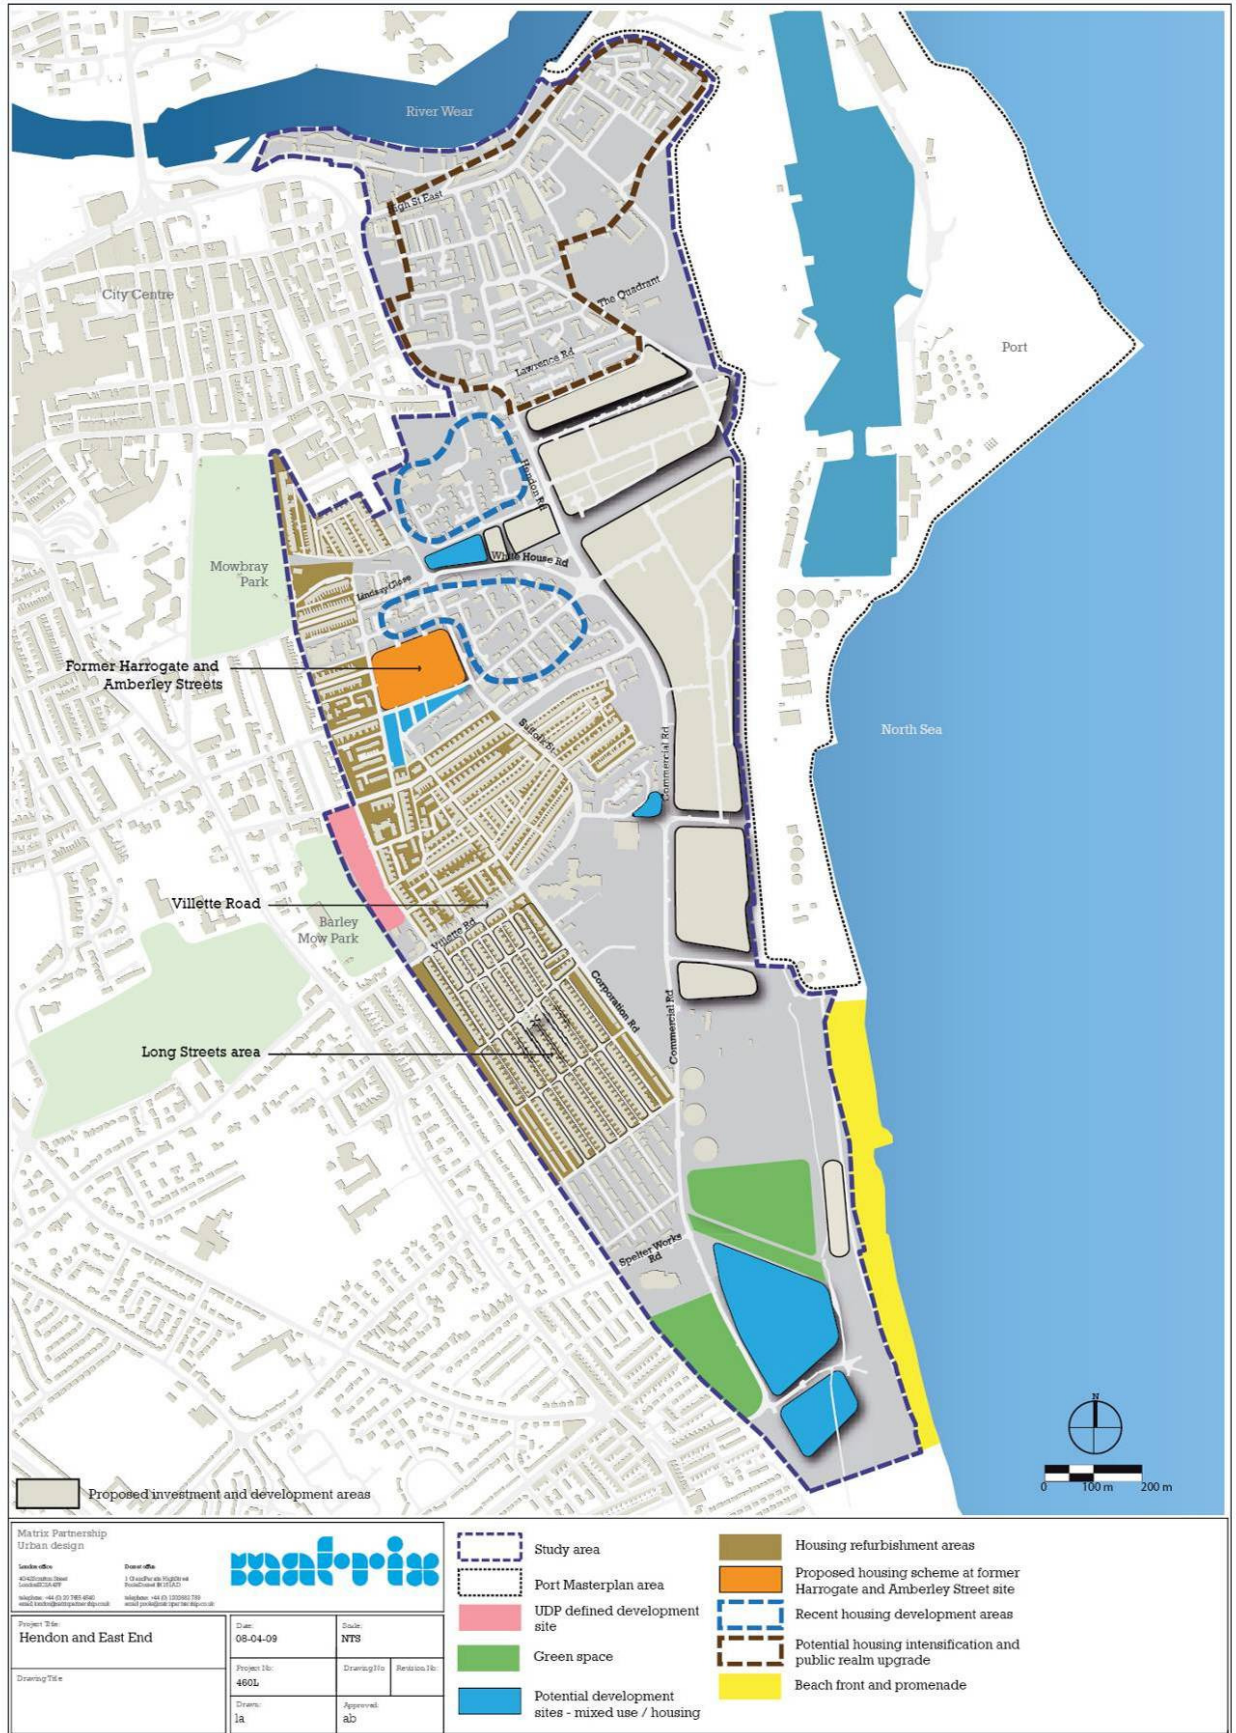 River Wear
High St East
City Centre
The Quadrant
Lawrence Rd
Port
Hendon Rd
White House Rd
Mowbray
Park
Lindsay Close
Former Harrogate and
Amberley Streets
Suffolk St
Commercial Rd
North Sea
Villette Road
Barley
Mow Park
Villette Rd
Corporation Rd
Commercial Rd
Long Streets area
Spelter Works
Rd
N
0 100 m 200 m
Proposed investment and development areas
Matrix Partnership
Urban design
London office
Dorset office
matrix
Project Title:
Hendon and East End
Drawing Title
Date:
08-04-09
Scale:
NTS
Project No:
460L
Drawing No
Revision No:
Drawn:
la
Approved:
ab
Study area
Port Masterplan area
UDP defined development
site
Green space
Potential development
sites - mixed use / housing
Housing refurbishment areas
Proposed housing scheme at former
Harrogate and Amberley Street site
Recent housing development areas
Potential housing intensification and
public realm upgrade
Beach front and promenade